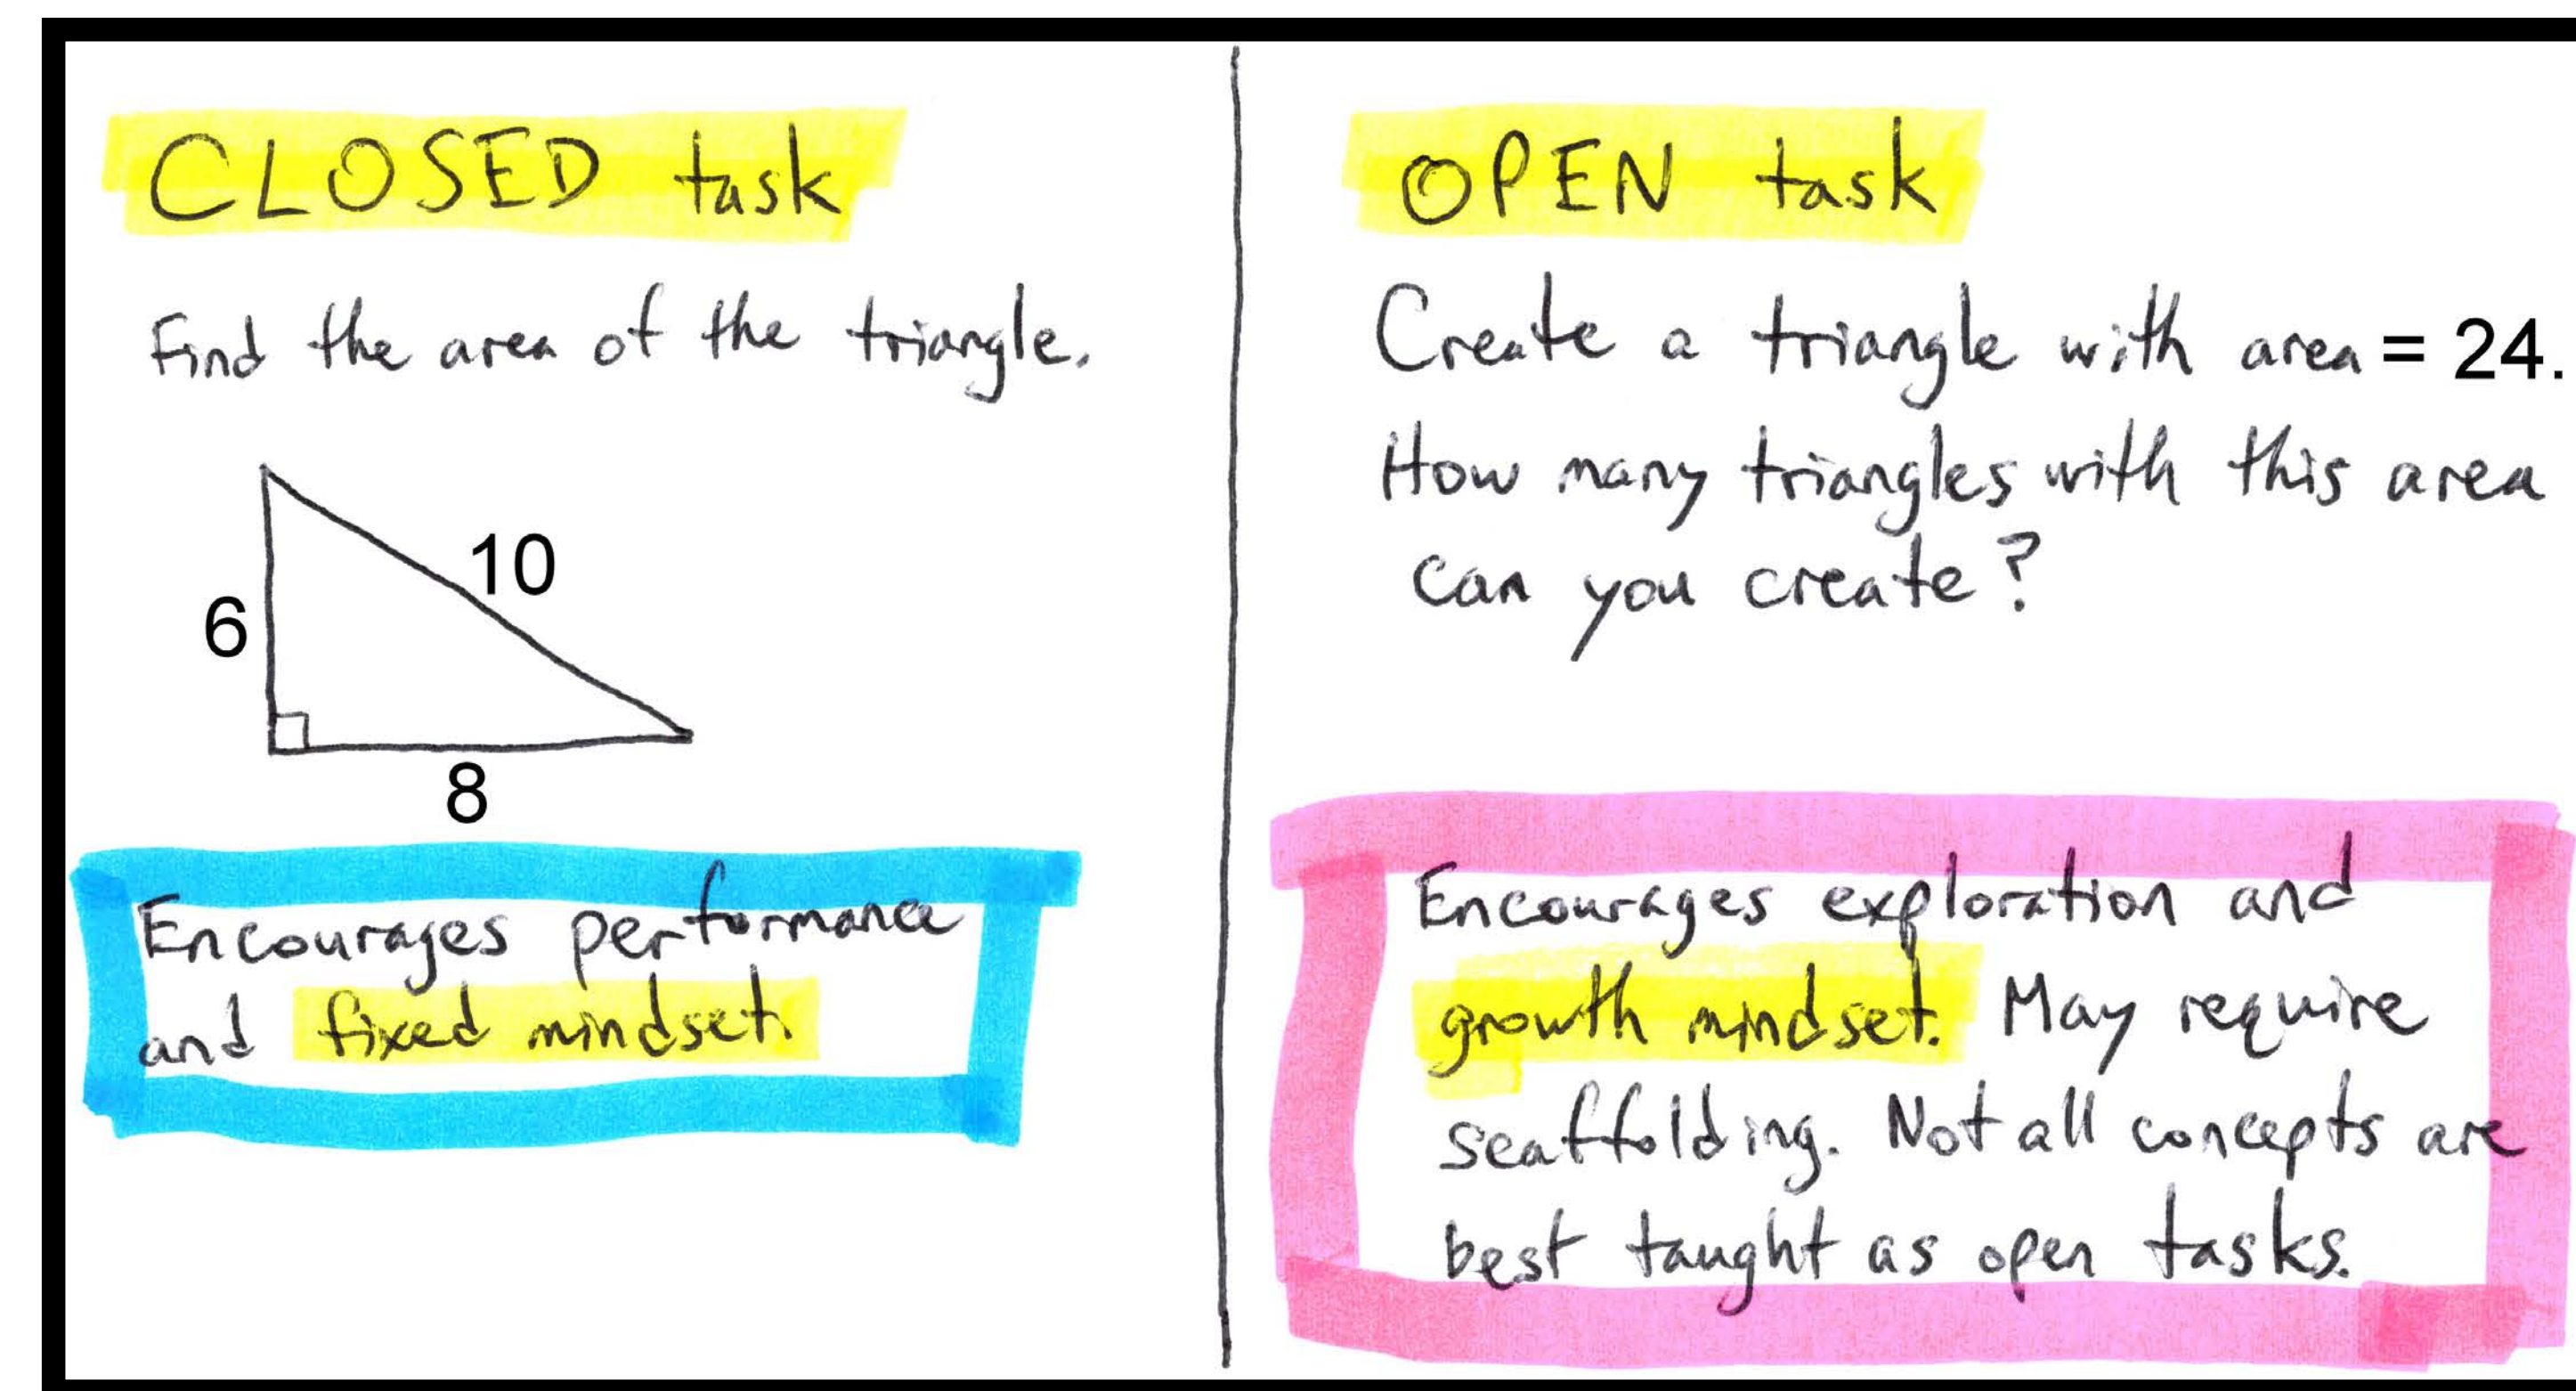 CLOSED task
Find the area of the triangle.
10
6
8
Encourages performance
and fixed mindset.
OPEN task
Create a triangle with area = 24.
How many triangles with this area
can you create?
Encourages exploration and
growth mindset. May require
scaffolding. Not all concepts are
best taught as open tasks.